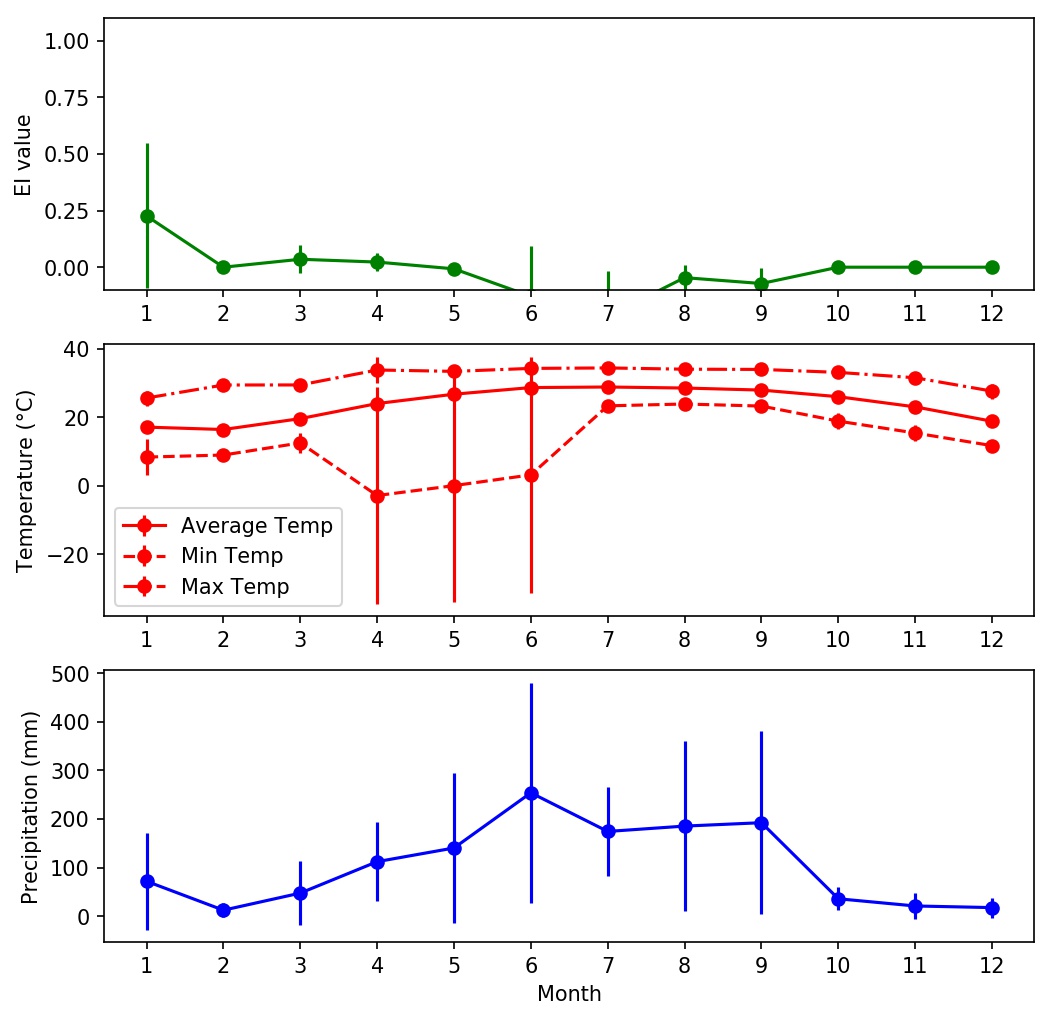 EI value
1.00
0.75
0.50
0.25
0.00
1 2 3 4 5 6 7 8 9 10 11 12
Temperature (°C)
40
20
0
−20
Average Temp
Min Temp
Max Temp
1 2 3 4 5 6 7 8 9 10 11 12
Precipitation (mm)
500
400
300
200
100
0
1 2 3 4 5 6 7 8 9 10 11 12
Month